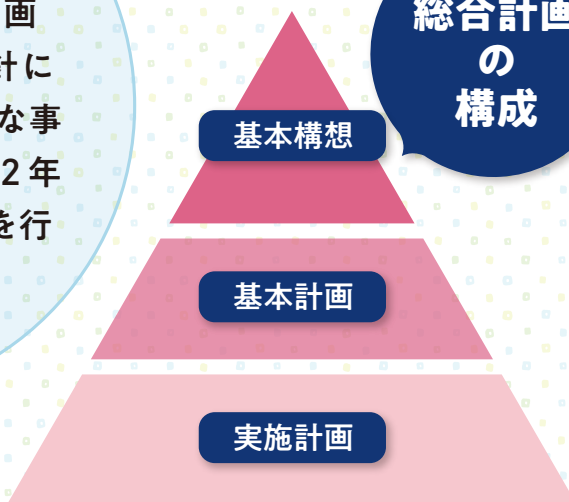 画
計に
な事
2年
を行
総合計画
の
構成
基本構想
基本計画
実施計画